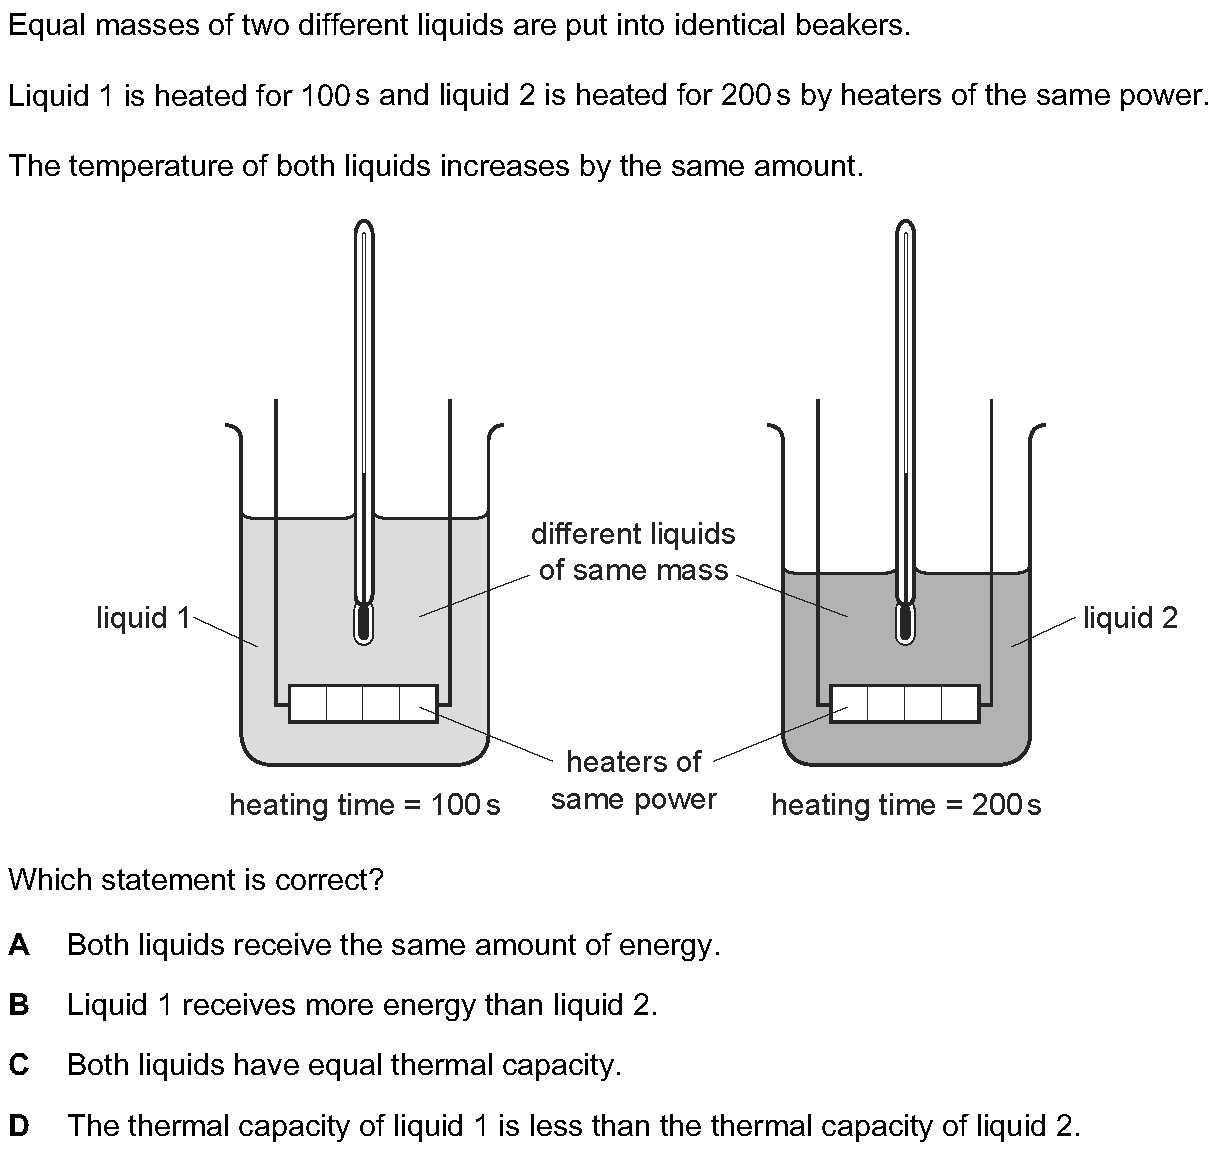 Equal masses of two different liquids are put into identical beakers.
Liquid 1 is heated for 100 s and liquid 2 is heated for 200 s by heaters of the same power.
The temperature of both liquids increases by the same amount.
different liquids
of same mass
liquid 1
liquid 2
heaters of
same power
heating time = 100 s
heating time = 200 s
Which statement is correct?
A Both liquids receive the same amount of energy.
B Liquid 1 receives more energy than liquid 2.
C Both liquids have equal thermal capacity.
D The thermal capacity of liquid 1 is less than the thermal capacity of liquid 2.